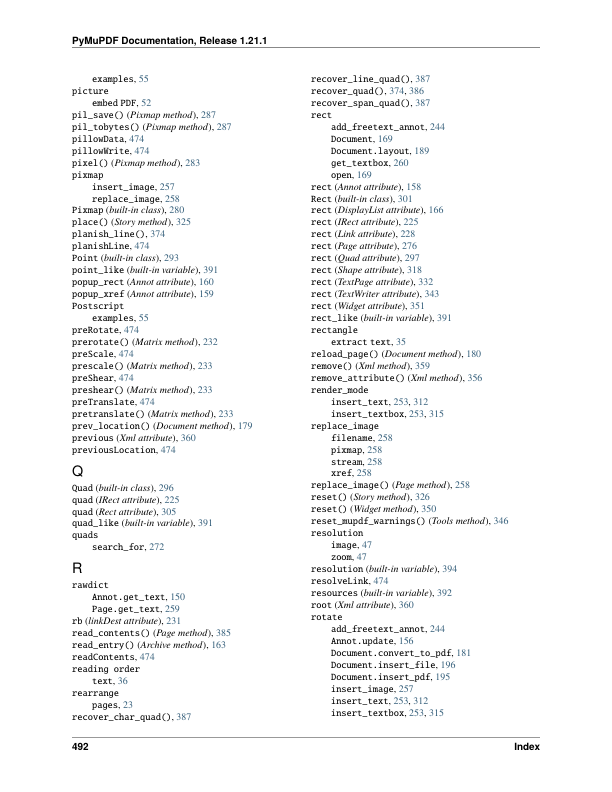 PyMuPDF Documentation, Release 1.21.1
examples, 55
picture
embed PDF, 52
pil_save() (Pixmap method), 287
pil_tobytes() (Pixmap method), 287
pillowData, 474
pillowWrite, 474
pixel() (Pixmap method), 283
pixmap
insert_image, 257
replace_image, 258
Pixmap (built-in class), 280
place() (Story method), 325
planish_line(), 374
planishLine, 474
Point (built-in class), 293
point_like (built-in variable), 391
popup_rect (Annot attribute), 160
popup_xref (Annot attribute), 159
Postscript
examples, 55
preRotate, 474
prerotate() (Matrix method), 232
preScale, 474
prescale() (Matrix method), 233
preShear, 474
preshear() (Matrix method), 233
preTranslate, 474
pretranslate() (Matrix method), 233
prev_location() (Document method), 179
previous (Xml attribute), 360
previousLocation, 474
Q
Quad (built-in class), 296
quad (IRect attribute), 225
quad (Rect attribute), 305
quad_like (built-in variable), 391
quads
search_for, 272
R
rawdict
Annot.get_text, 150
Page.get_text, 259
rb (linkDest attribute), 231
read_contents() (Page method), 385
read_entry() (Archive method), 163
readContents, 474
reading order
text, 36
rearrange
pages, 23
recover_char_quad(), 387
recover_line_quad(), 387
recover_quad(), 374, 386
recover_span_quad(), 387
rect
add_freetext_annot, 244
Document, 169
Document.layout, 189
get_textbox, 260
open, 169
rect (Annot attribute), 158
Rect (built-in class), 301
rect (DisplayList attribute), 166
rect (IRect attribute), 225
rect (Link attribute), 228
rect (Page attribute), 276
rect (Quad attribute), 297
rect (Shape attribute), 318
rect (TextPage attribute), 332
rect (TextWriter attribute), 343
rect (Widget attribute), 351
rect_like (built-in variable), 391
rectangle
extract text, 35
reload_page() (Document method), 180
remove() (Xml method), 359
remove_attribute() (Xml method), 356
render_mode
insert_text, 253, 312
insert_textbox, 253, 315
replace_image
filename, 258
pixmap, 258
stream, 258
xref, 258
replace_image() (Page method), 258
reset() (Story method), 326
reset() (Widget method), 350
reset_mupdf_warnings() (Tools method), 346
resolution
image, 47
zoom, 47
resolution (built-in variable), 394
resolveLink, 474
resources (built-in variable), 392
root (Xml attribute), 360
rotate
add_freetext_annot, 244
Annot.update, 156
Document.convert_to_pdf, 181
Document.insert_file, 196
Document.insert_pdf, 195
insert_image, 257
insert_text, 253, 312
insert_textbox, 253, 315
492
Index